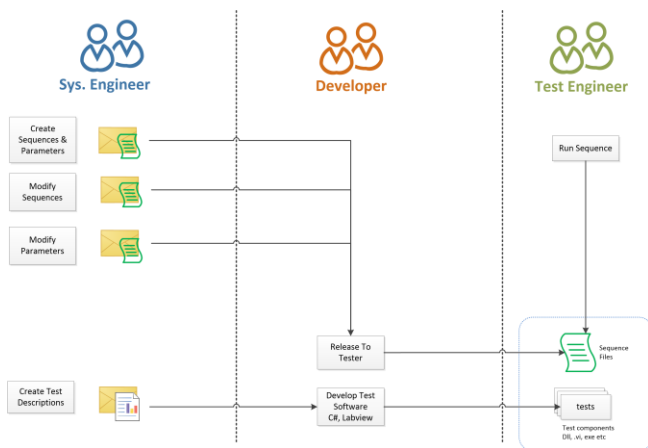 Sys. Engineer
Developer
Test Engineer
Create
Sequences &
Parameters
Run Sequence
Modify
Sequences
Modify
Parameters
Release To
Tester
Sequence
Files
Create Test
Descriptions
Develop Test
Software
C#, Labview
tests
Test components
Dll, .vi, exe etc